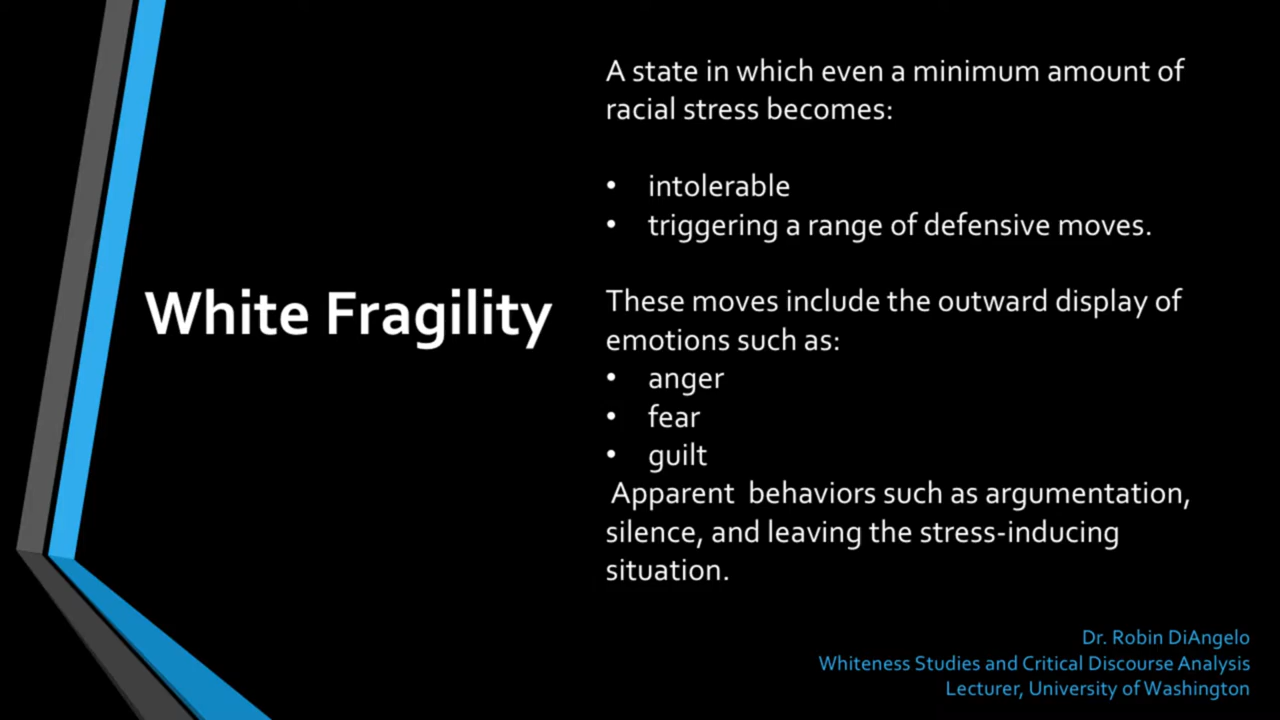 White Fragility
A state in which even a minimum amount of
racial stress becomes:
• intolerable
• triggering a range of defensive moves.
These moves include the outward display of
emotions such as:
• anger
• fear
• guilt
Apparent  behaviors such as argumentation,
silence, and leaving the stress-inducing
situation.
Dr. Robin DiAngelo
Whiteness Studies and Critical Discourse Analysis
Lecturer, University of Washington